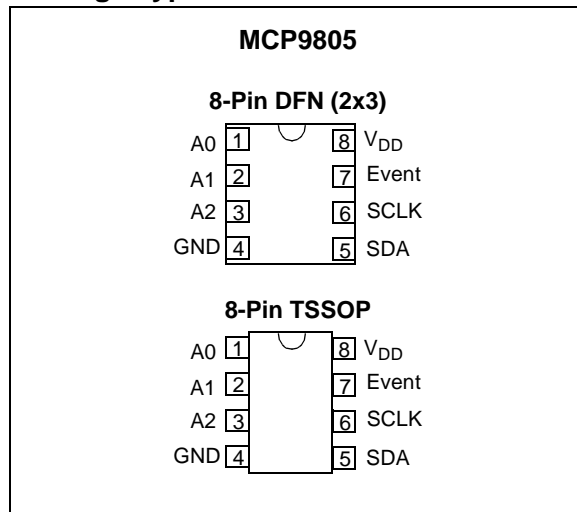 MCP9805
8-Pin DFN (2x3)
A0 1 8 VDD
A1 2 7 Event
A2 3 6 SCLK
GND 4 5 SDA
8-Pin TSSOP
A0 1 8 VDD
A1 2 7 Event
A2 3 6 SCLK
GND 4 5 SDA